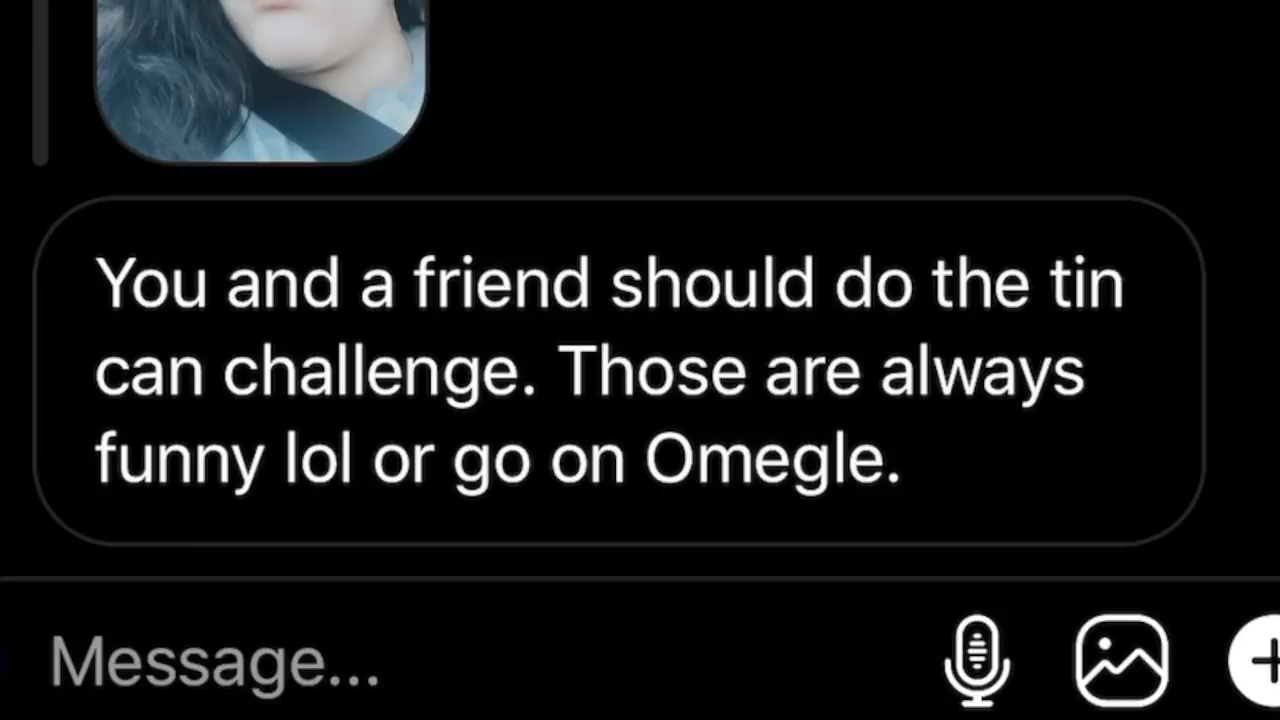 You and a friend should do the tin
can challenge. Those are always
funny lol or go on Omegle.
Message...